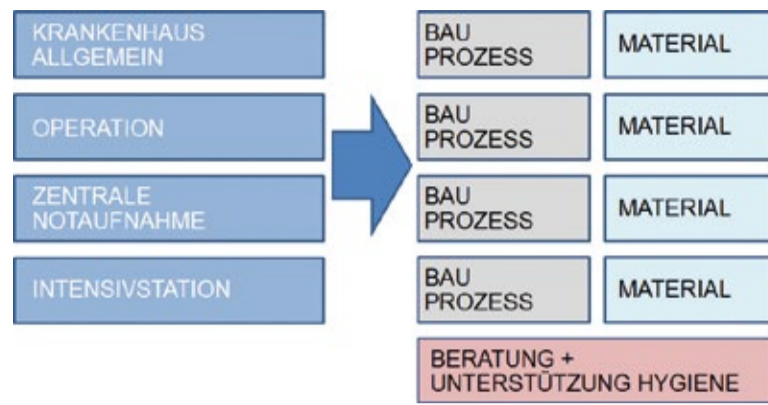 KRANKENHAUS
ALLGEMEIN
BAU
PROZESS
MATERIAL
OPERATION
BAU
PROZESS
MATERIAL
ZENTRALE
NOTAUFNAHME
BAU
PROZESS
MATERIAL
INTENSIVSTATION
BAU
PROZESS
MATERIAL
BERATUNG +
UNTERSTÜTZUNG HYGIENE